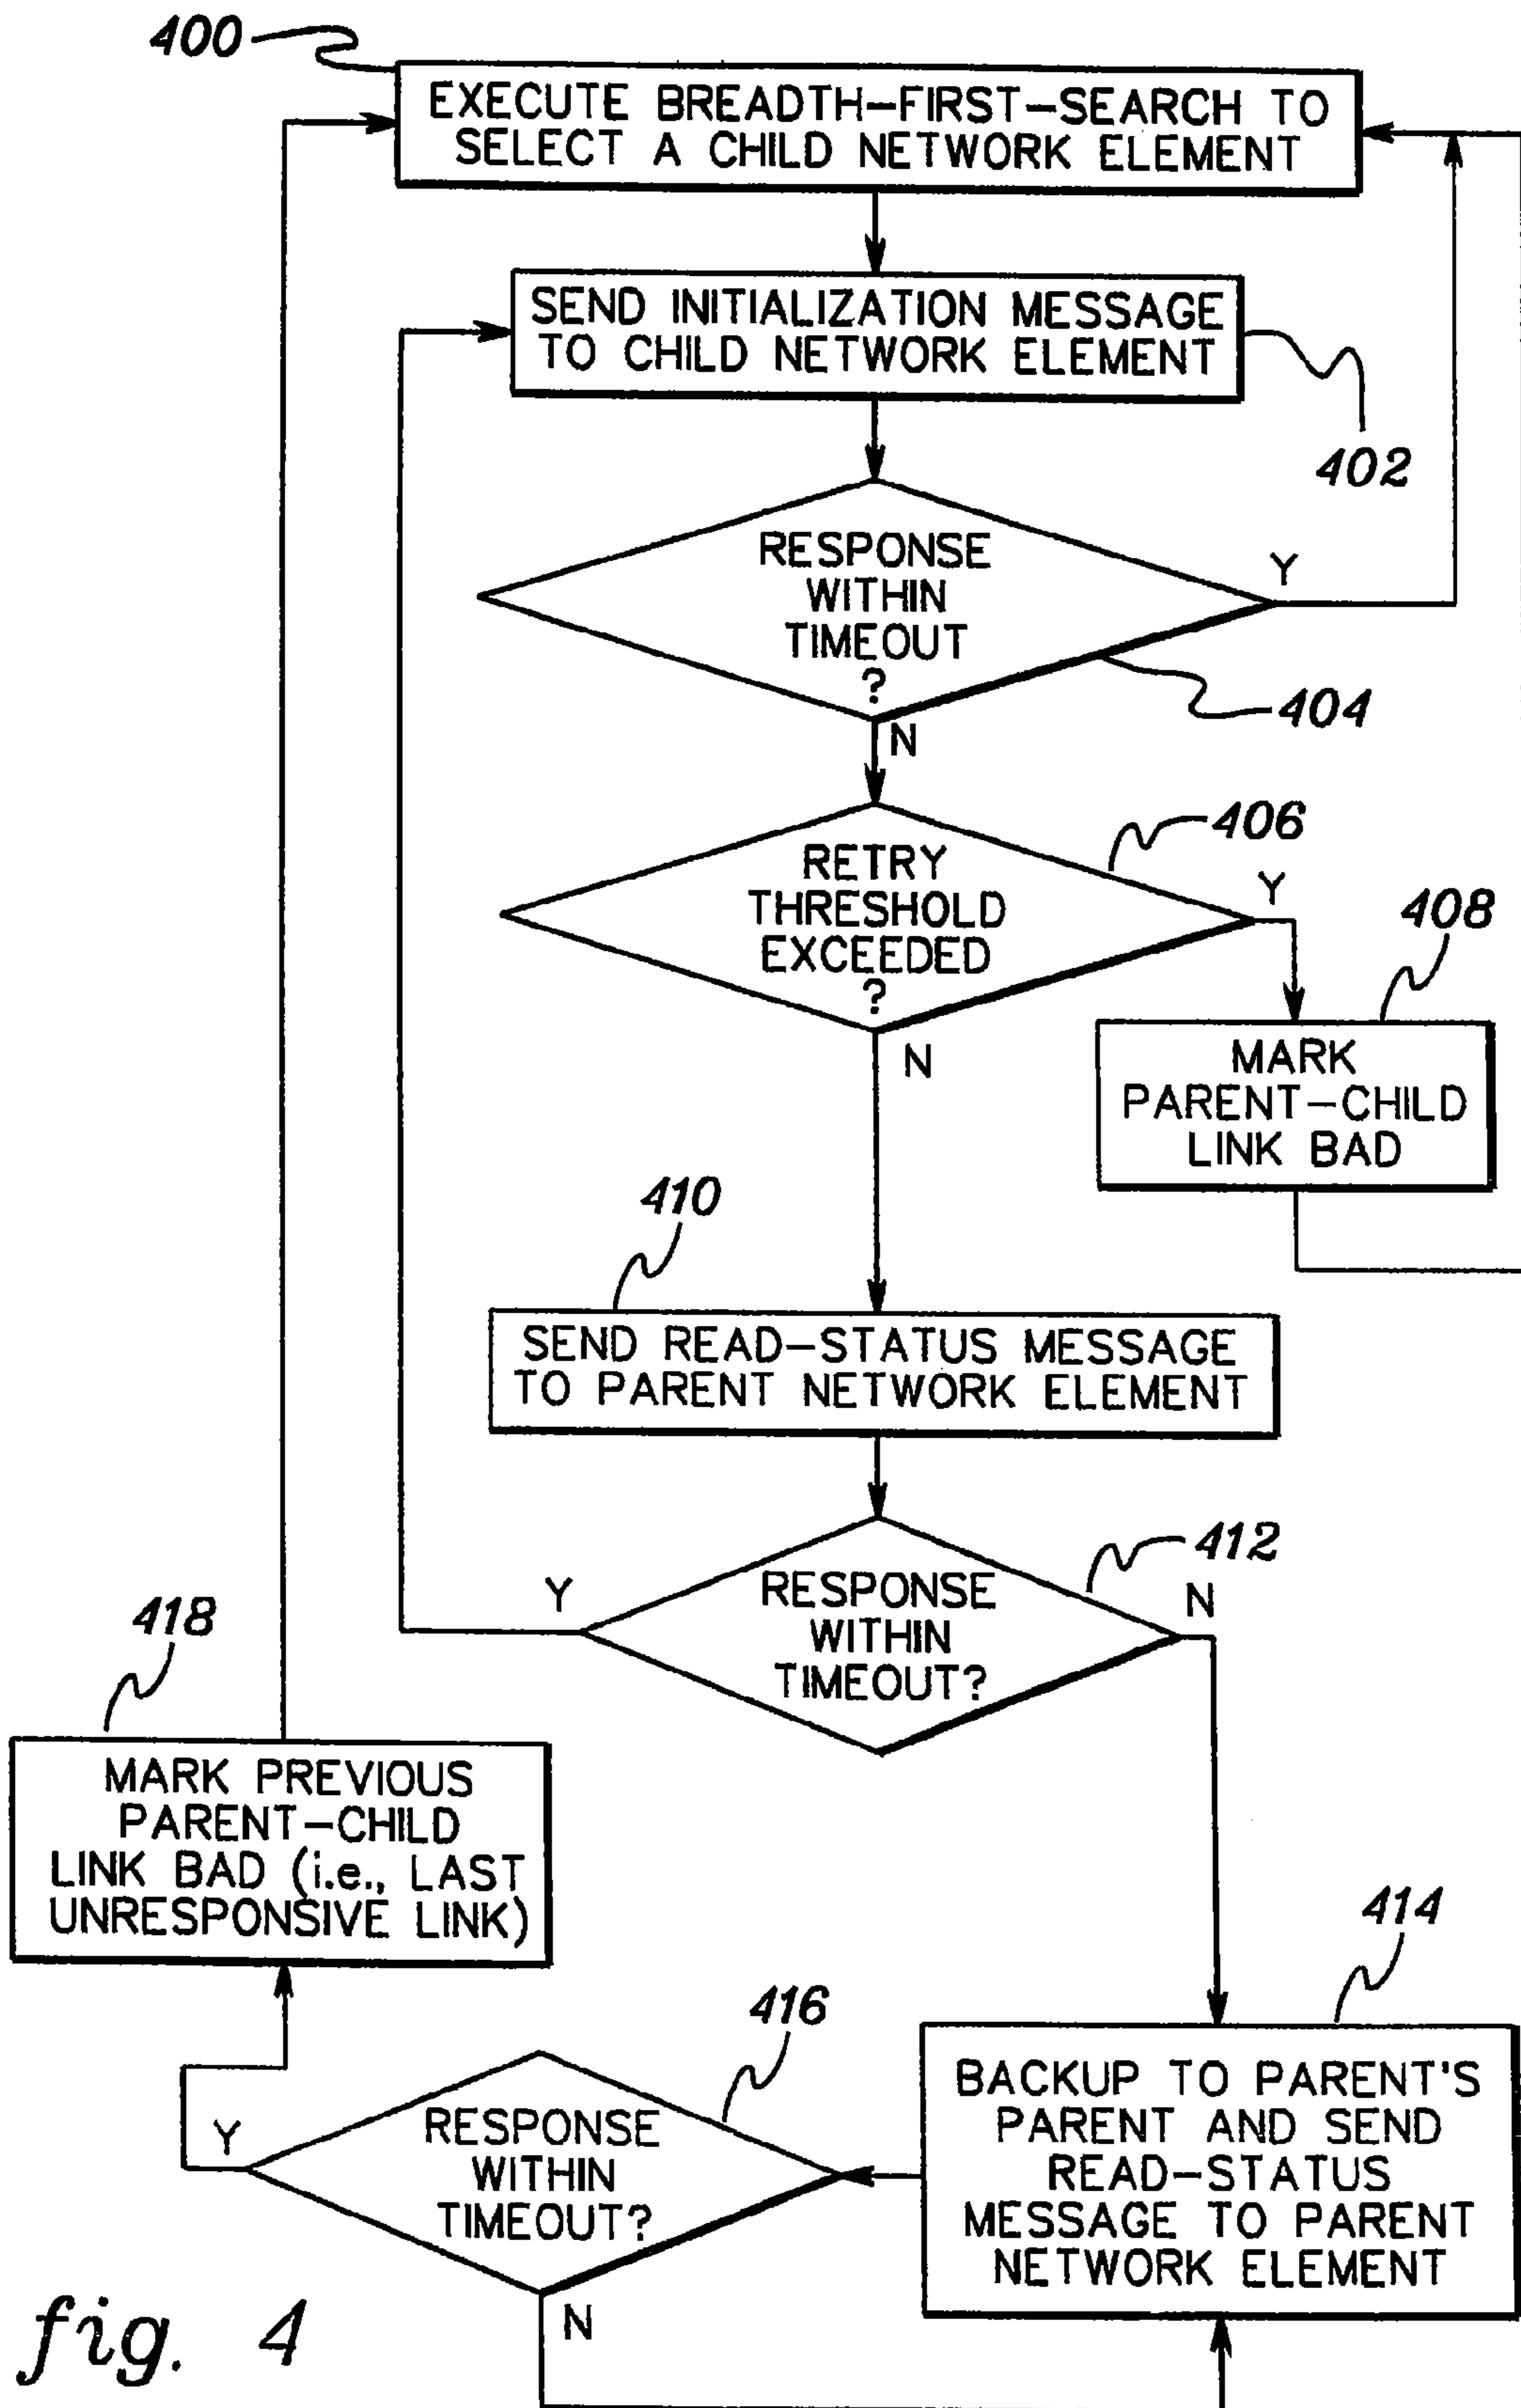 400
EXECUTE BREADTH-FIRST-SEARCH TO
SELECT A CHILD NETWORK ELEMENT
SEND INITIALIZATION MESSAGE
TO CHILD NETWORK ELEMENT
402
RESPONSE
WITHIN
TIMEOUT
?
Y
404
N
RETRY
THRESHOLD
EXCEEDED
?
406
Y
408
N
MARK
PARENT-CHILD
LINK BAD
410
SEND READ-STATUS MESSAGE
TO PARENT NETWORK ELEMENT
412
Y
RESPONSE
WITHIN
TIMEOUT?
N
418
MARK PREVIOUS
PARENT-CHILD
LINK BAD (i.e., LAST
UNRESPONSIVE LINK)
414
416
BACKUP TO PARENT'S
PARENT AND SEND
READ-STATUS
MESSAGE TO PARENT
NETWORK ELEMENT
Y
RESPONSE
WITHIN
TIMEOUT?
N
fig. 4